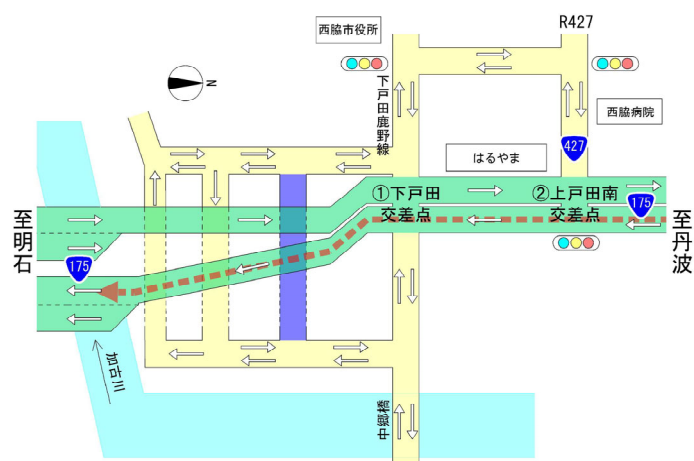 R427
西脇市役所
下戸田鹿野線
N
西脇病院
427
はるやま
①下戸田
交差点
②上戸田南
交差点
175
至明石
至丹波
175
加古川
中郷橋